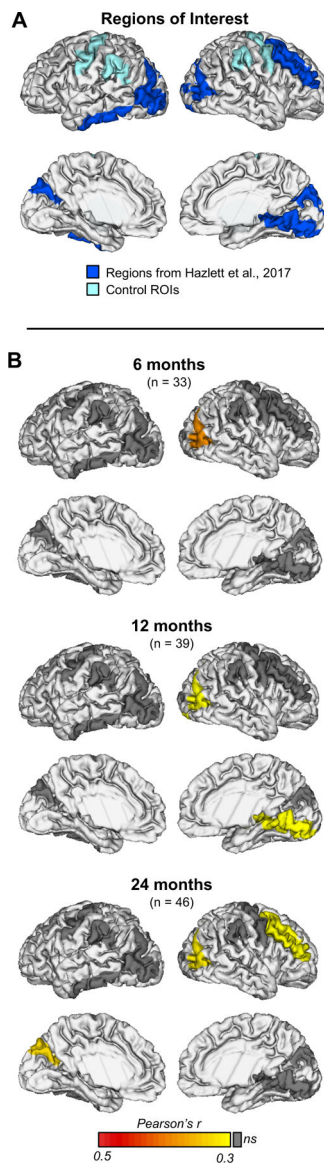 A
Regions of Interest
Regions from Hazlett et al., 2017
Control ROIs
B
6 months
(n = 33)
12 months
(n = 39)
24 months
(n = 46)
Pearson's r
ns
0.5
0.3